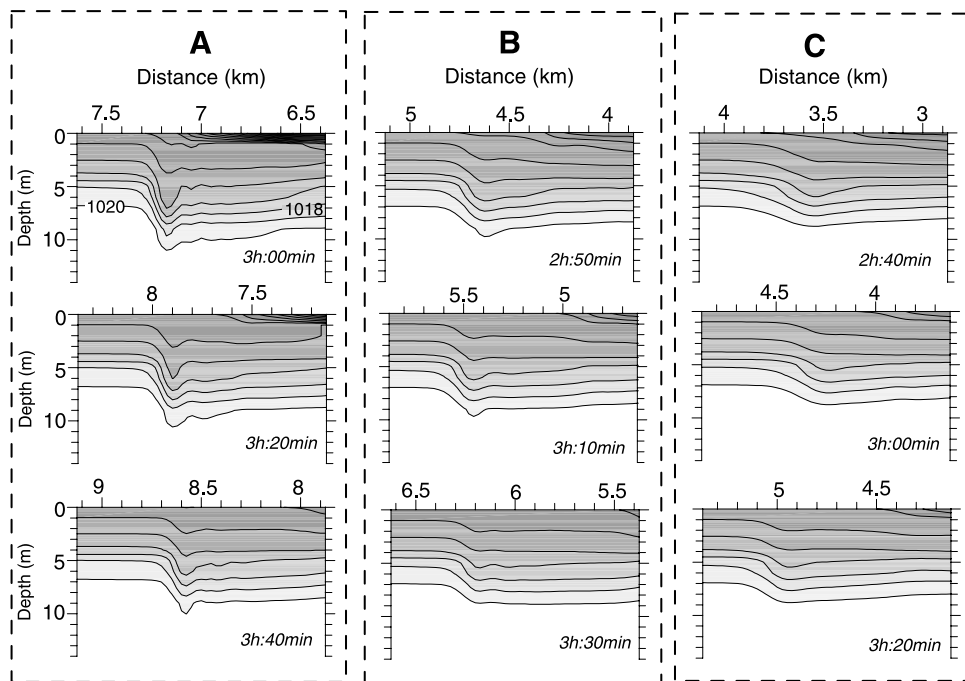 A
Distance (km)
7.5 7 6.5
0
5
10
Depth (m)
1020
1018
3h:00min
8 7.5
0
5
10
Depth (m)
3h:20min
9 8.5 8
0
5
10
Depth (m)
3h:40min
B
Distance (km)
5 4.5 4
2h:50min
5.5 5
3h:10min
6.5 6 5.5
3h:30min
C
Distance (km)
4 3.5 3
2h:40min
4.5 4
3h:00min
5 4.5
3h:20min